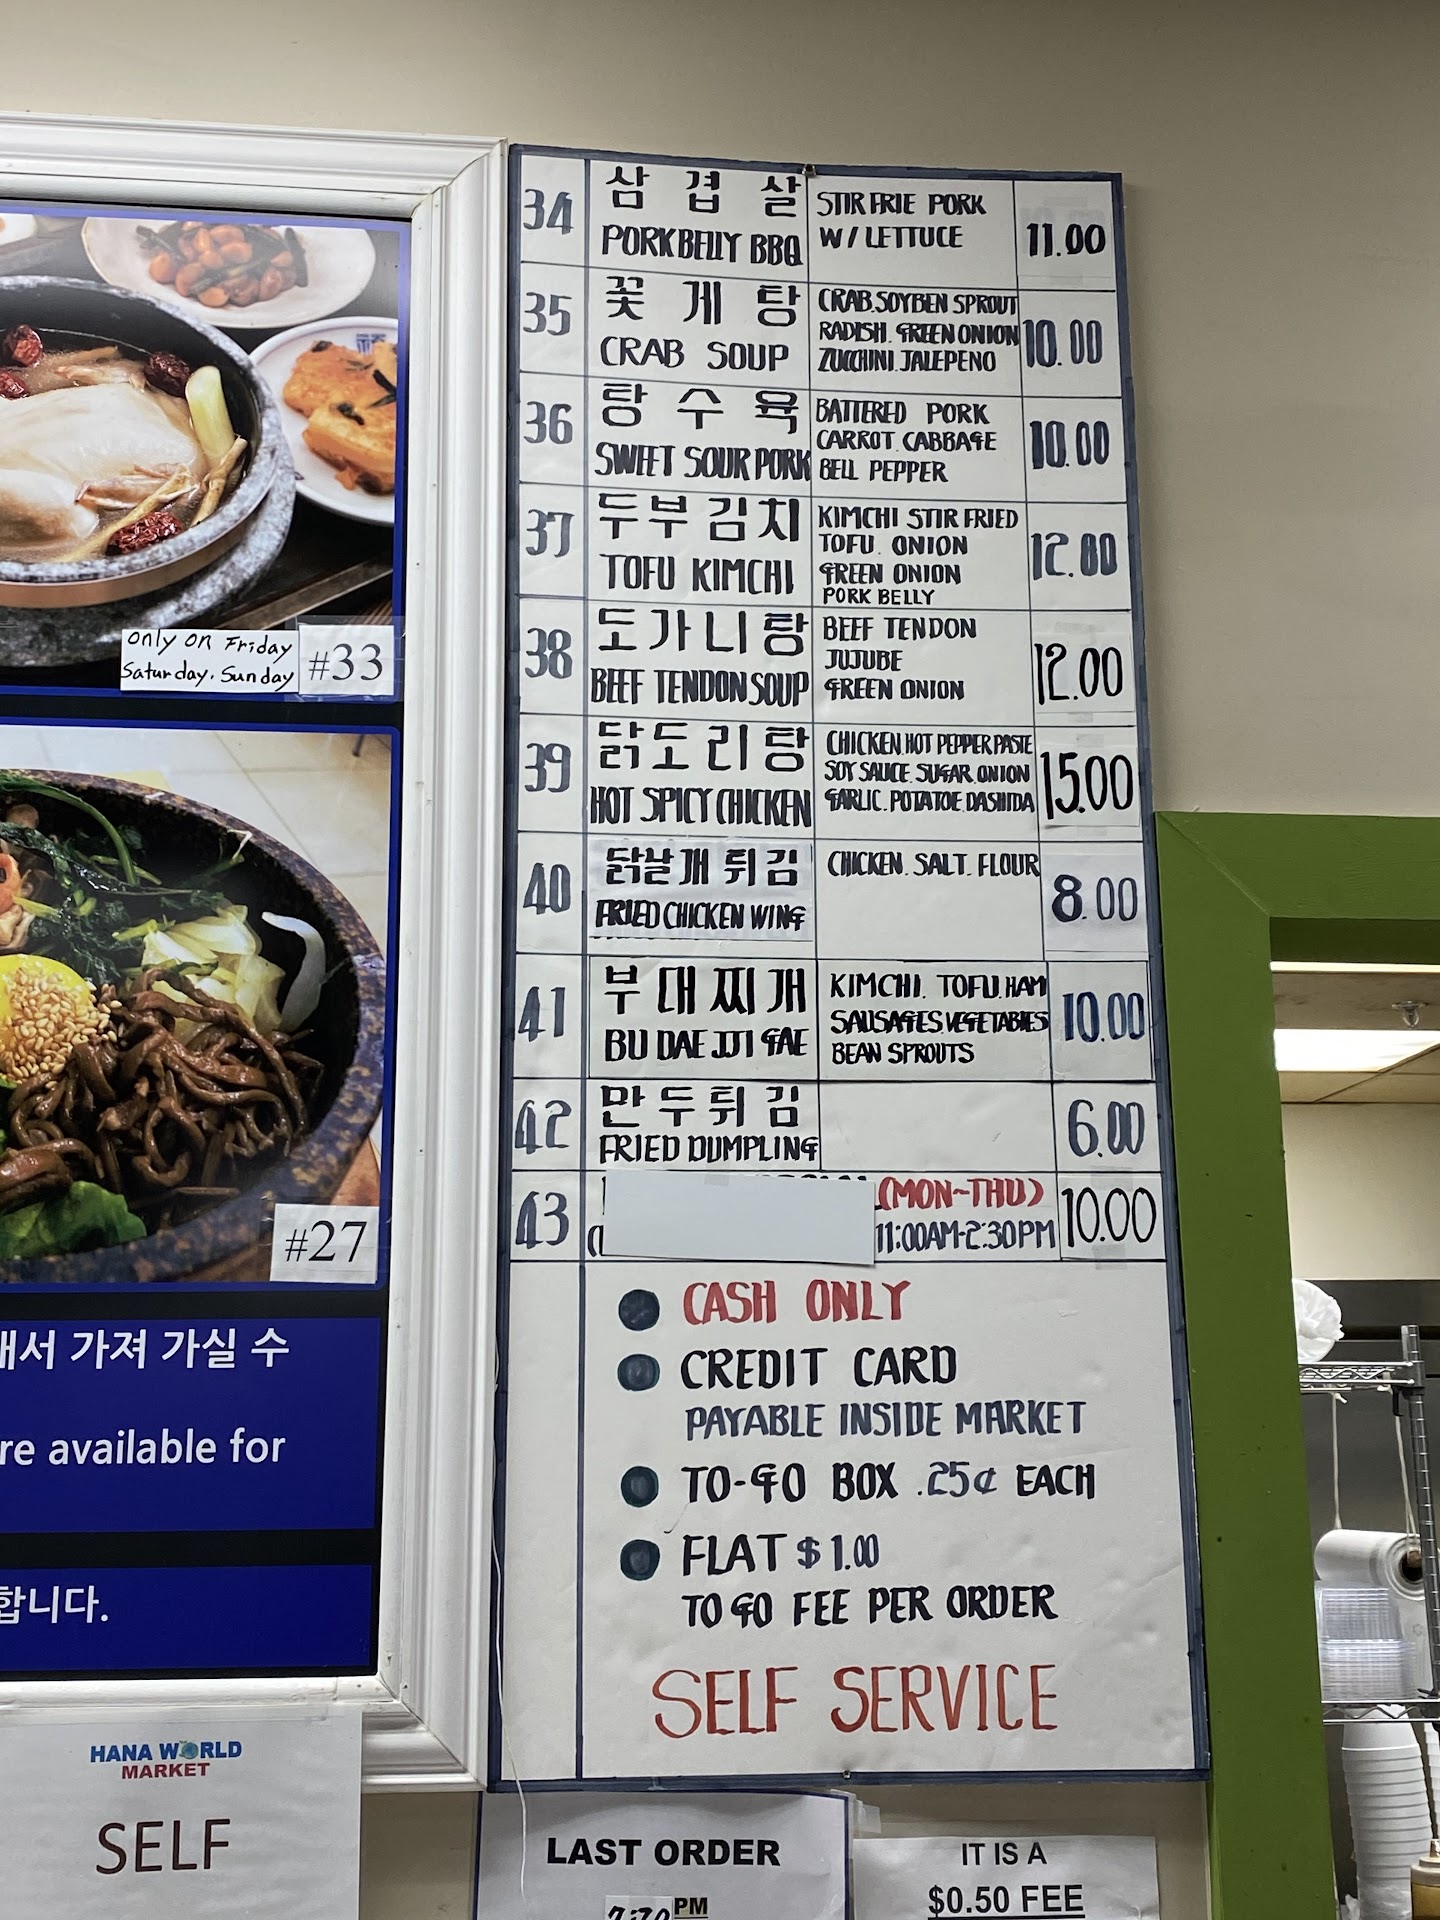 only on Friday
Saturday. Sunday
#33
#27
해서 가져 가실 수
re available for
합니다.
HANA WORLD
MARKET
SELF
34
삼 겹 살
PORKBELLY BBQ
STIR FRIE PORK
W/ LETTUCE
11.00
35
꽃 게 탕
CRAB SOUP
CRAB.SOYBEN SPROUT
RADISH. GREEN ONION
ZUCCHINI. JALEPENO
10.00
36
탕 수 육
SWEET SOUR PORK
BATTERED PORK
CARROT. CABBAGE
BELL PEPPER
10.00
37
두부김치
TOFU KIMCHI
KIMCHI STIR FRIED
TOFU. ONION
GREEN ONION
PORK BELLY
12.00
38
도가니탕
BEEF TENDON SOUP
BEEF TENDON
JUJUBE
GREEN ONION
12.00
39
닭도리탕
HOT SPICY CHICKEN
CHICKEN.HOT PEPPER PASTE
SOY SAUCE. SUGAR.ONION
GARLIC. POTATOE.DASHIDA
15.00
40
닭날개 튀김
FRIED CHICKEN WING
CHICKEN. SALT. FLOUR
8.00
41
부대찌개
BU DAE JJI GAE
KIMCHI. TOFU.HAM
SAUSAGES.VEGETABLES
BEAN SPROUTS
10.00
42
만두튀김
FRIED DUMPLING
6.00
43
(MON~THU)
11:00AM-2:30PM
10.00
CASH ONLY
CREDIT CARD
PAYABLE INSIDE MARKET
TO-GO BOX .25¢ EACH
FLAT $1.00
TO GO FEE PER ORDER
SELF SERVICE
LAST ORDER
PM
IT IS A
$0.50 FEE